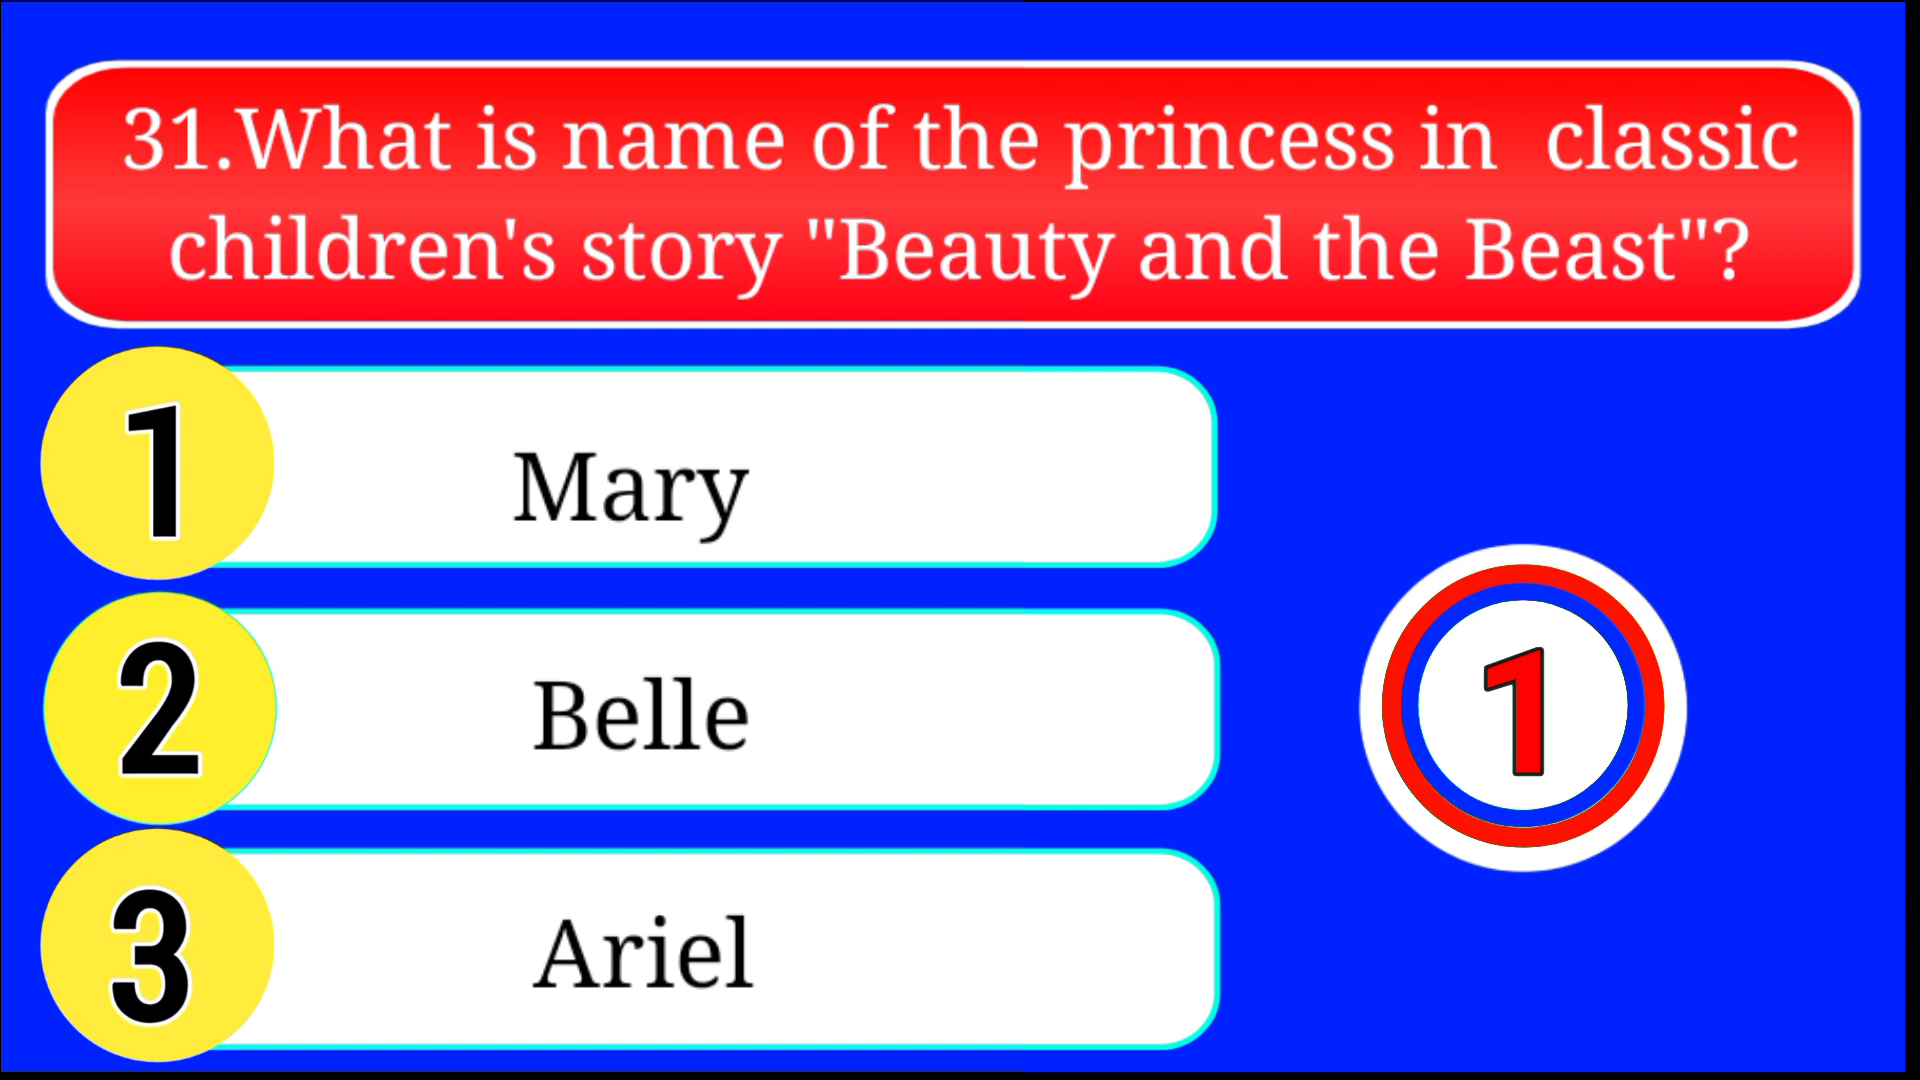 31.What is name of the princess in  classic
children's story "Beauty and the Beast"?
1
Mary
2
Belle
1
3
Ariel